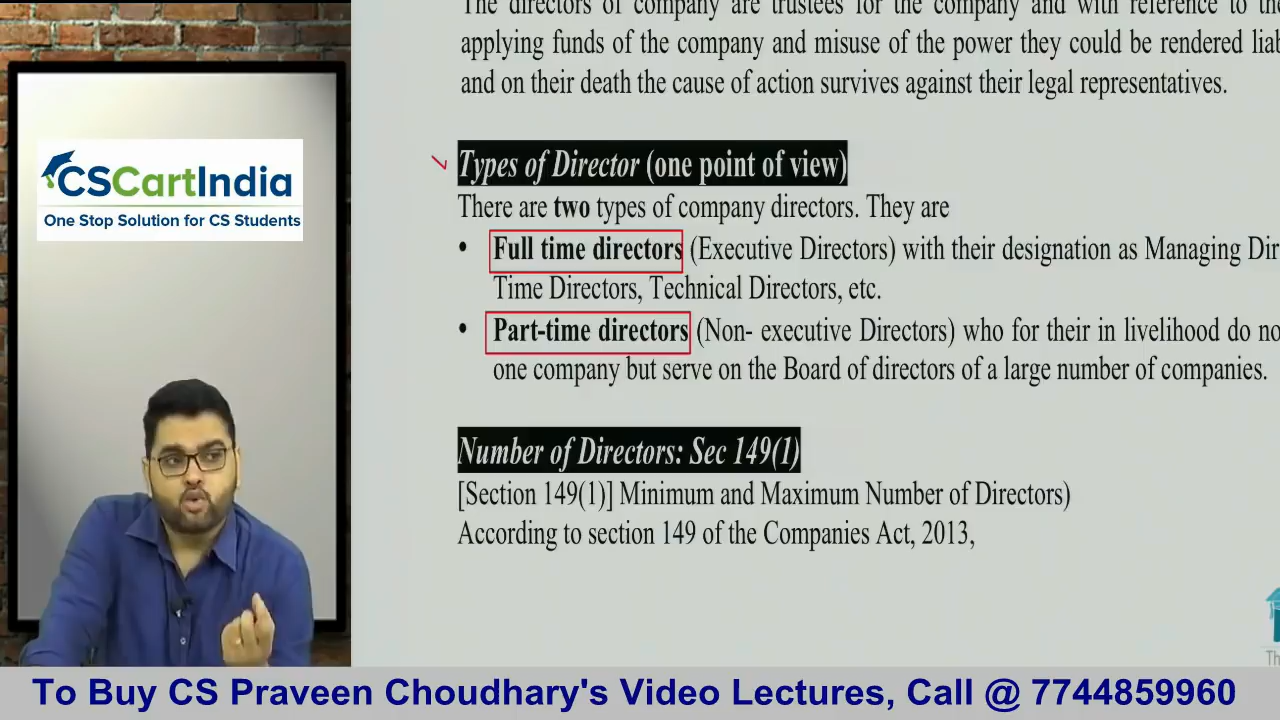 The directors of company are trustees for the company and with reference to
applying funds of the company and misuse of the power they could be rendered
and on their death the cause of action survives against their legal representatives.
CSCartIndia
One Stop Solution for CS Students
Types of Director (one point of view)
There are two types of company directors. They are
• Full time directors (Executive Directors) with their designation as Managing
Time Directors, Technical Directors, etc.
• Part-time directors (Non- executive Directors) who for their in livelihood do
one company but serve on the Board of directors of a large number of companies.
Number of Directors: Sec 149(1)
[Section 149(1)] Minimum and Maximum Number of Directors)
According to section 149 of the Companies Act, 2013,
To Buy CS Praveen Choudhary's Video Lectures, Call @ 7744859960